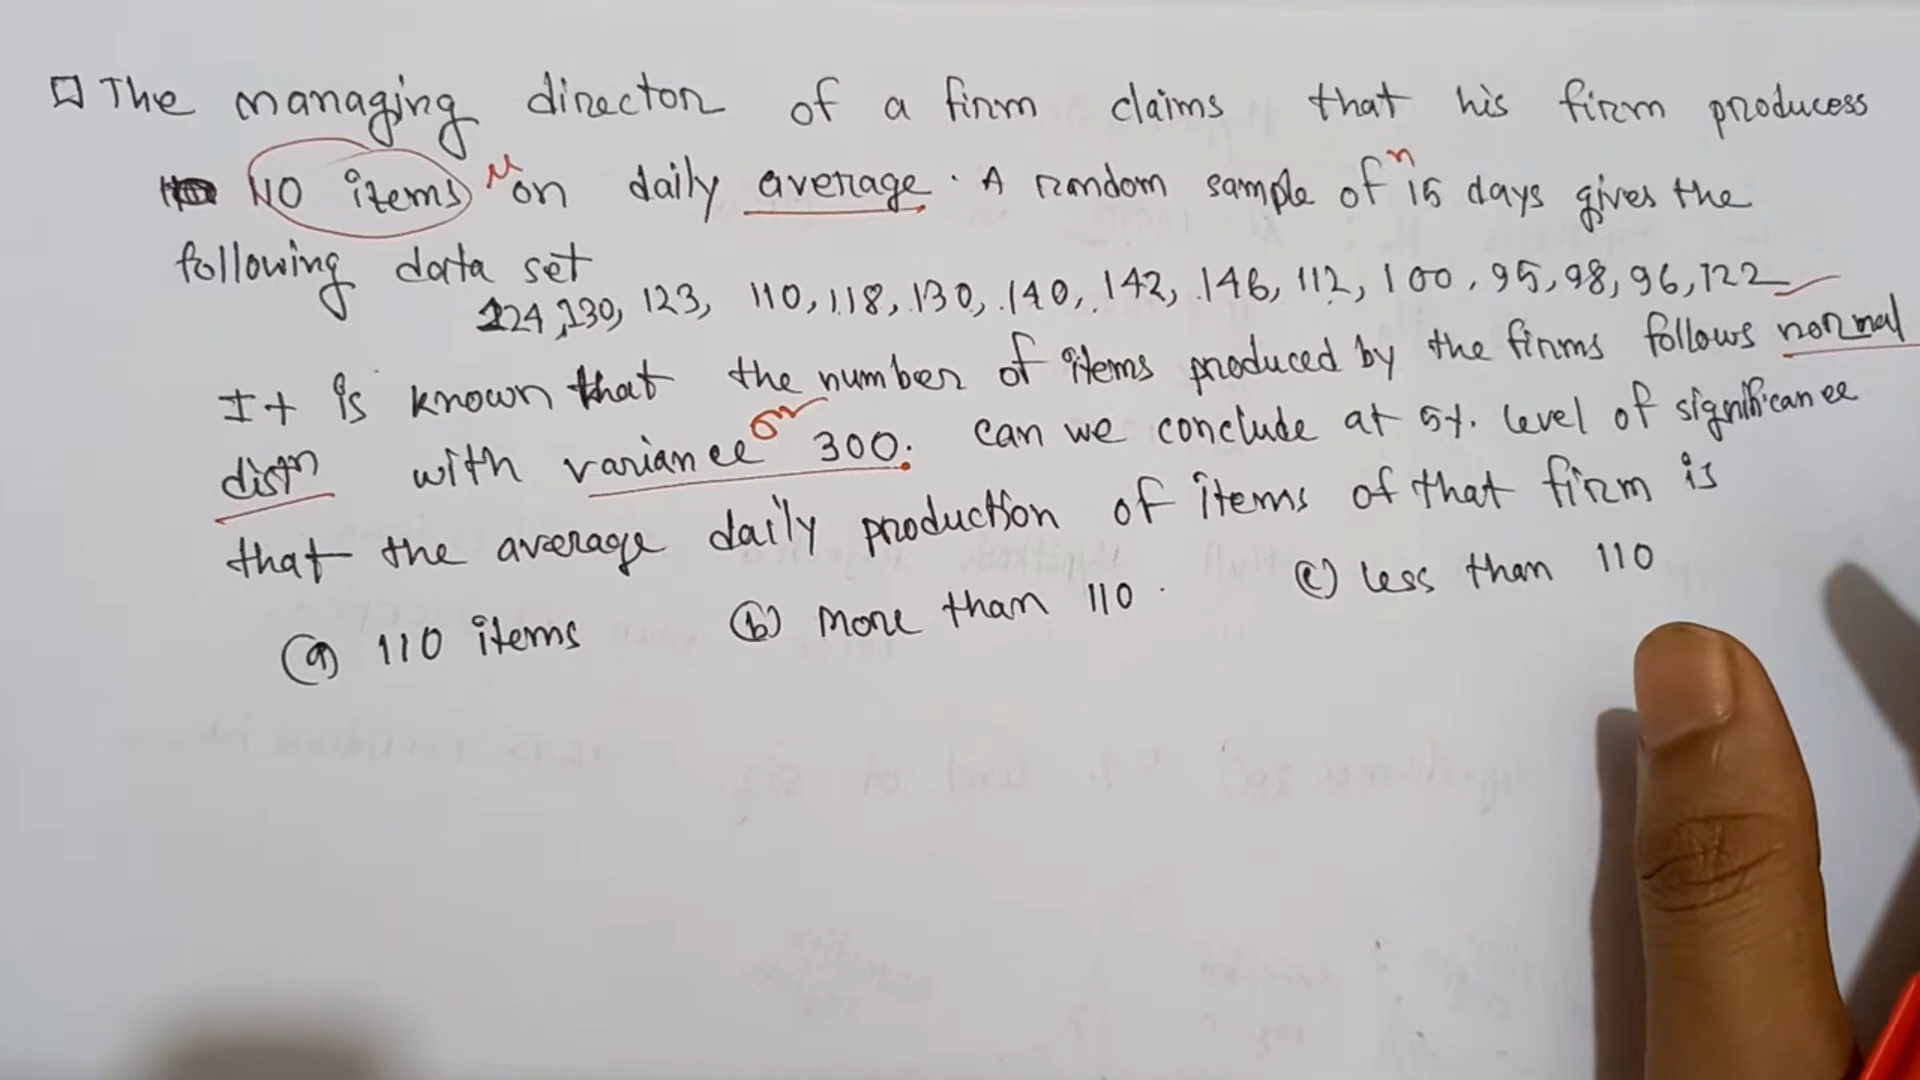 The managing director of a firm claims that his firm producess
110 items μ on daily average. A random sample of n 15 days gives the
following data set
124, 130, 123, 110, 118, 130, 140, 142, 146, 112, 100, 95, 98, 96, 122
It is known that the number of items produced by the firms follows normal
distn with variance σ² 300. can we conclude at 5%. level of significance
that the average daily production of items of that firm is
(a) 110 items (b) more than 110. (c) less than 110